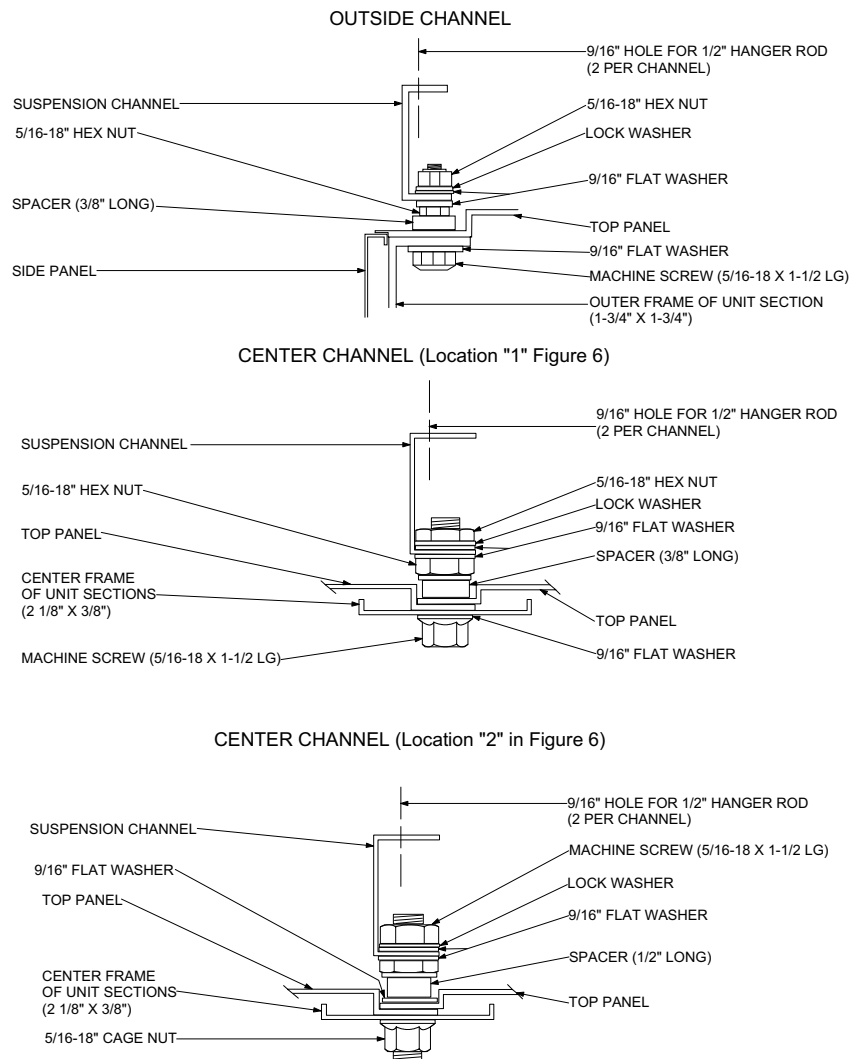 OUTSIDE CHANNEL
9/16" HOLE FOR 1/2" HANGER ROD
(2 PER CHANNEL)
SUSPENSION CHANNEL
5/16-18" HEX NUT
5/16-18" HEX NUT
LOCK WASHER
9/16" FLAT WASHER
SPACER (3/8" LONG)
TOP PANEL
9/16" FLAT WASHER
SIDE PANEL
MACHINE SCREW (5/16-18 X 1-1/2 LG)
OUTER FRAME OF UNIT SECTION
(1-3/4" X 1-3/4")
CENTER CHANNEL (Location "1" Figure 6)
9/16" HOLE FOR 1/2" HANGER ROD
(2 PER CHANNEL)
SUSPENSION CHANNEL
5/16-18" HEX NUT
5/16-18" HEX NUT
LOCK WASHER
9/16" FLAT WASHER
TOP PANEL
SPACER (3/8" LONG)
CENTER FRAME
OF UNIT SECTIONS
(2 1/8" X 3/8")
TOP PANEL
MACHINE SCREW (5/16-18 X 1-1/2 LG)
9/16" FLAT WASHER
CENTER CHANNEL (Location "2" in Figure 6)
9/16" HOLE FOR 1/2" HANGER ROD
(2 PER CHANNEL)
SUSPENSION CHANNEL
MACHINE SCREW (5/16-18 X 1-1/2 LG)
9/16" FLAT WASHER
LOCK WASHER
TOP PANEL
9/16" FLAT WASHER
SPACER (1/2" LONG)
CENTER FRAME
OF UNIT SECTIONS
(2 1/8" X 3/8")
TOP PANEL
5/16-18" CAGE NUT